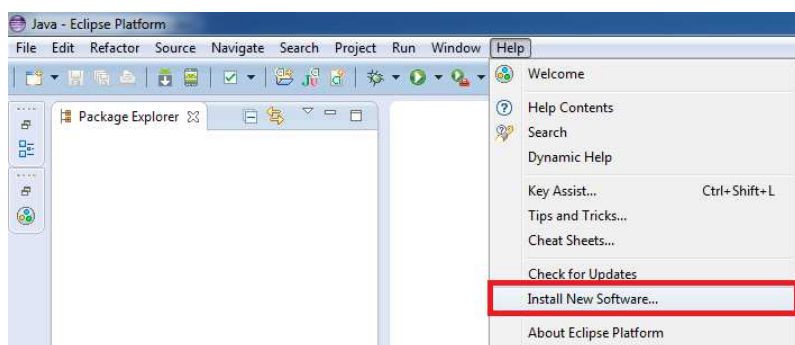 Java - Eclipse Platform
File Edit Refactor Source Navigate Search Project Run Window Help
Package Explorer
Welcome
Help Contents
Search
Dynamic Help
Key Assist... Ctrl+Shift+L
Tips and Tricks...
Cheat Sheets...
Check for Updates
Install New Software...
About Eclipse Platform